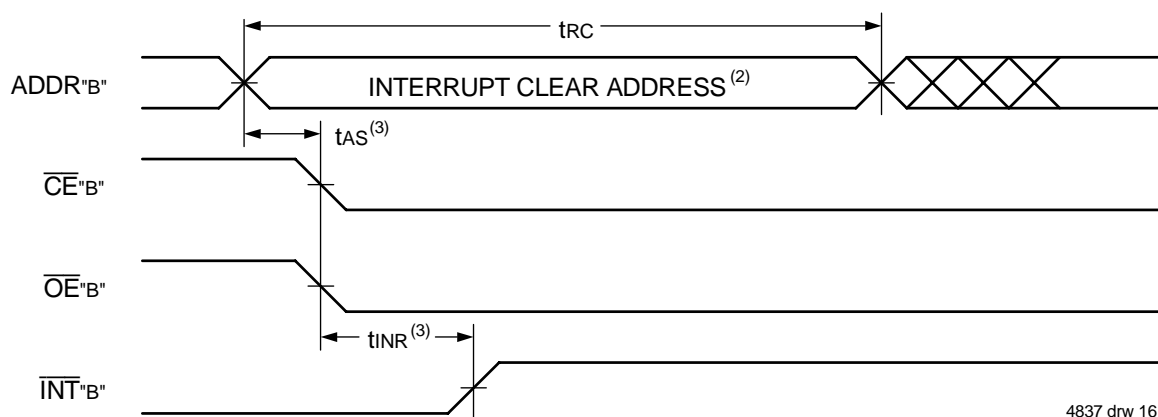 tRC
ADDR"B"
INTERRUPT CLEAR ADDRESS (2)
tAS (3)
CE"B"
OE"B"
tINR (3)
INT"B"
4837 drw 16